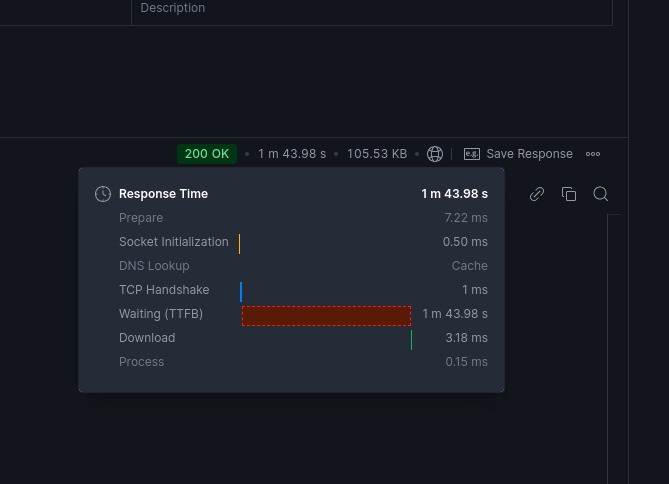 Description
200 OK • 1 m 43.98 s • 105.53 KB • e.g. Save Response
Response Time 1 m 43.98 s
Prepare 7.22 ms
Socket Initialization 0.50 ms
DNS Lookup Cache
TCP Handshake 1 ms
Waiting (TTFB) 1 m 43.98 s
Download 3.18 ms
Process 0.15 ms